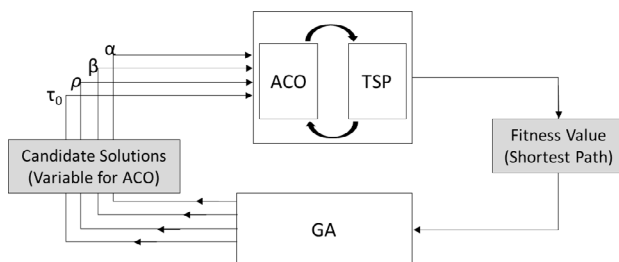 α
β
ρ
τ₀
ACO
TSP
Candidate Solutions
(Variable for ACO)
Fitness Value
(Shortest Path)
GA